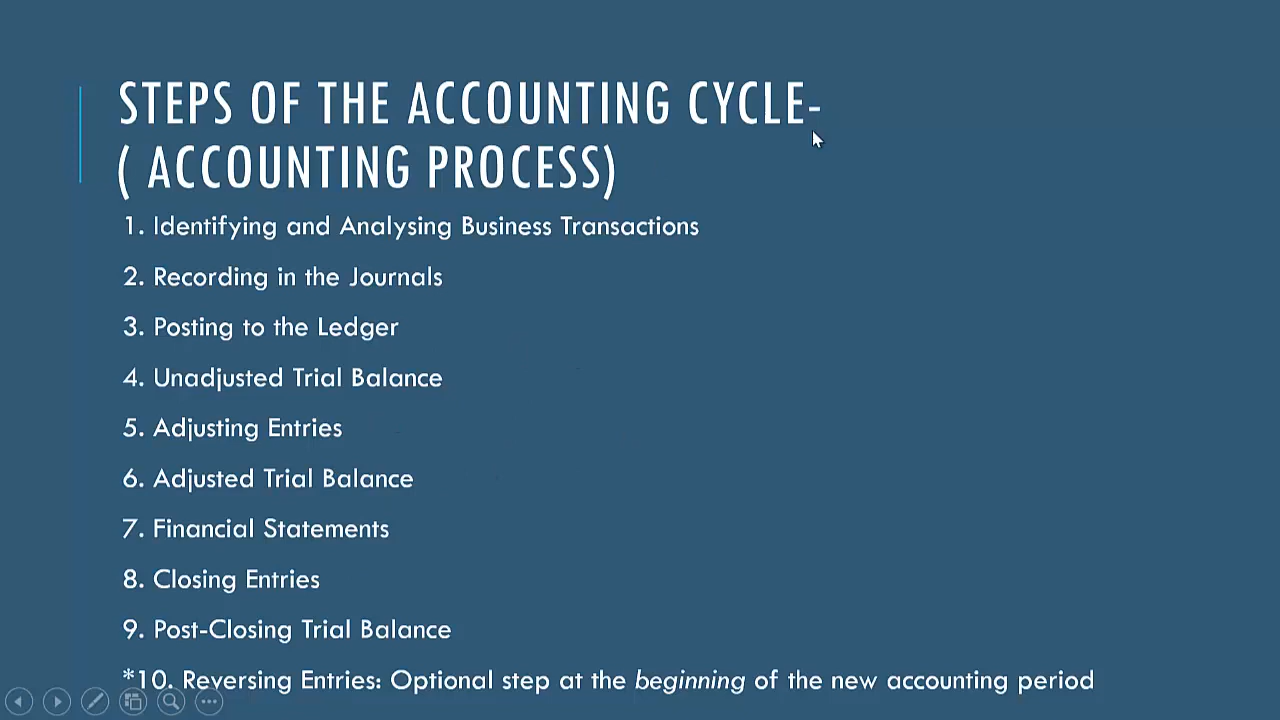 STEPS OF THE ACCOUNTING CYCLE-
( ACCOUNTING PROCESS)
1. Identifying and Analysing Business Transactions
2. Recording in the Journals
3. Posting to the Ledger
4. Unadjusted Trial Balance
5. Adjusting Entries
6. Adjusted Trial Balance
7. Financial Statements
8. Closing Entries
9. Post-Closing Trial Balance
*10. Reversing Entries: Optional step at the beginning of the new accounting period